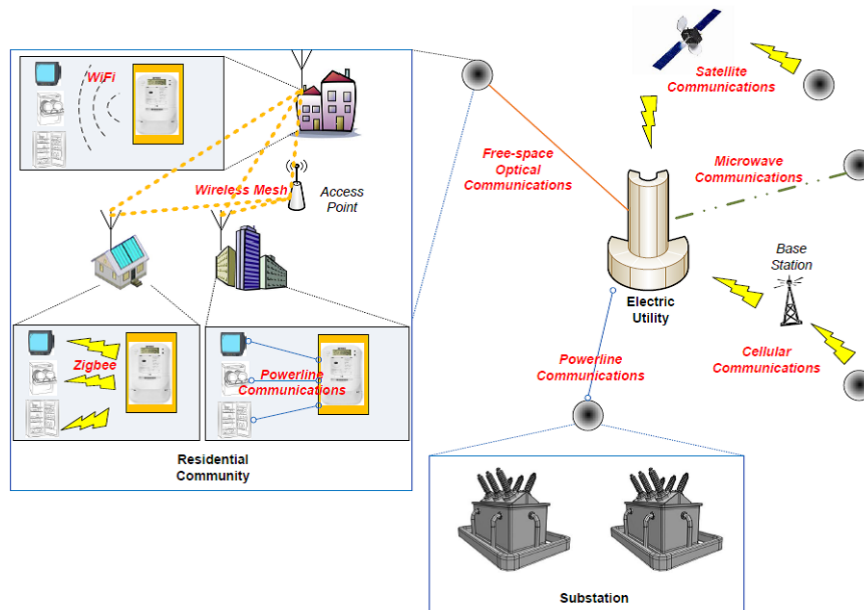 WiFi
Wireless Mesh
Access
Point
Zigbee
Powerline
Communications
Residential
Community
Free-space
Optical
Communications
Satellite
Communications
Microwave
Communications
Base
Station
Electric
Utility
Cellular
Communications
Powerline
Communications
Substation